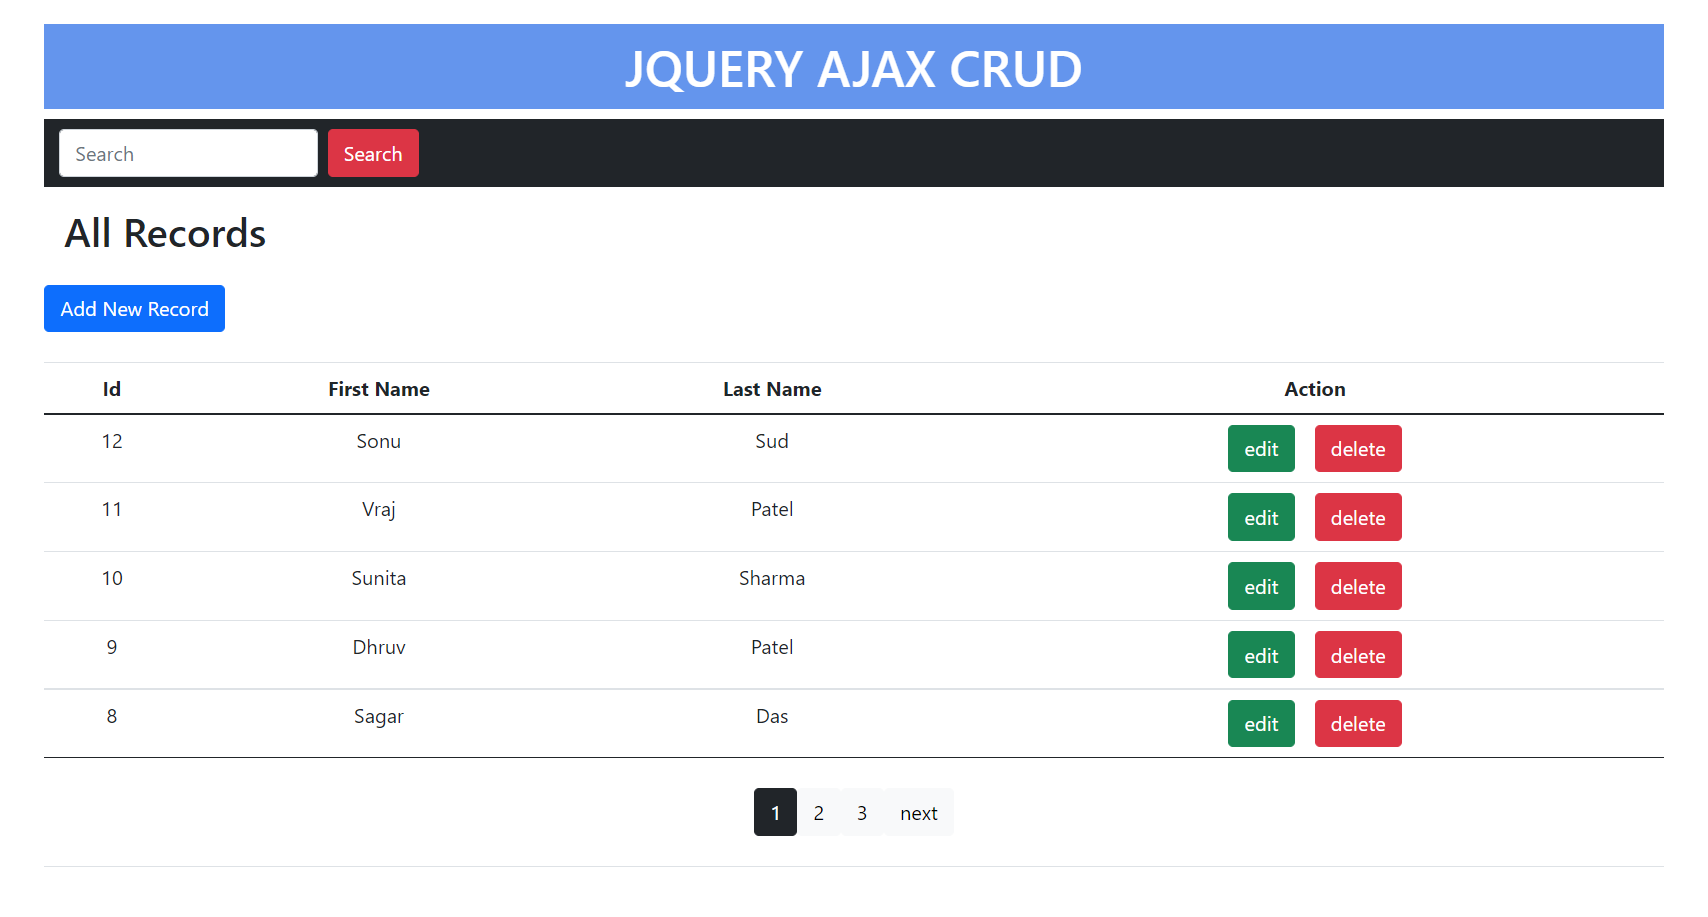 JQUERY AJAX CRUD
Search Search
All Records
Add New Record
Id First Name Last Name Action
12 Sonu Sud edit delete
11 Vraj Patel edit delete
10 Sunita Sharma edit delete
9 Dhruv Patel edit delete
8 Sagar Das edit delete
1 2 3 next